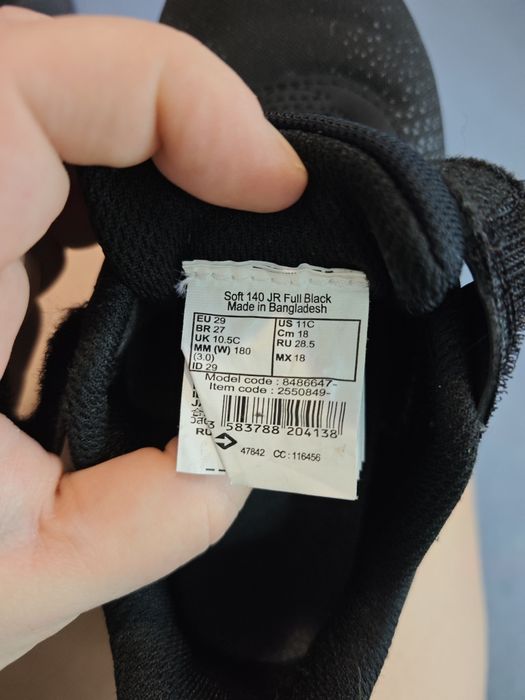 Soft 140 JR Full Black
Made in Bangladesh
EU 29
BR 27
UK 10.5C
MM (W) 180
(3.0)
ID 29
US 11C
Cm 18
RU 28.5
MX 18
Model code : 8486647-
Item code : 2550849-
3 583788 204138
RU
47842 CC : 116456